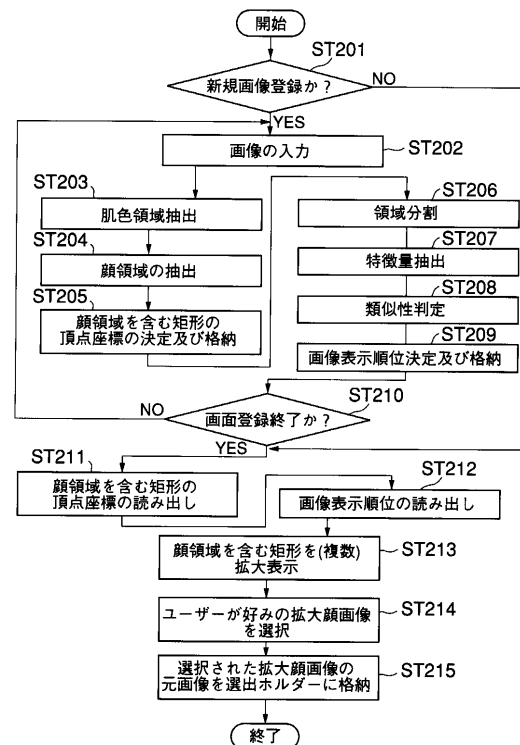 開始
ST201
新規画像登録か?
NO
YES
画像の入力
ST202
ST203
肌色領域抽出
ST204
顔領域の抽出
ST205
顔領域を含む矩形の
頂点座標の決定及び格納
ST206
領域分割
ST207
特徴量抽出
ST208
類似性判定
ST209
画像表示順位決定及び格納
ST210
画面登録終了か?
NO
YES
ST211
顔領域を含む矩形の
頂点座標の読み出し
ST212
画像表示順位の読み出し
顔領域を含む矩形を(複数)
拡大表示
ST213
ユーザーが好みの拡大顔画像
を選択
ST214
選択された拡大顔画像の
元画像を選出ホルダーに格納
ST215
終了